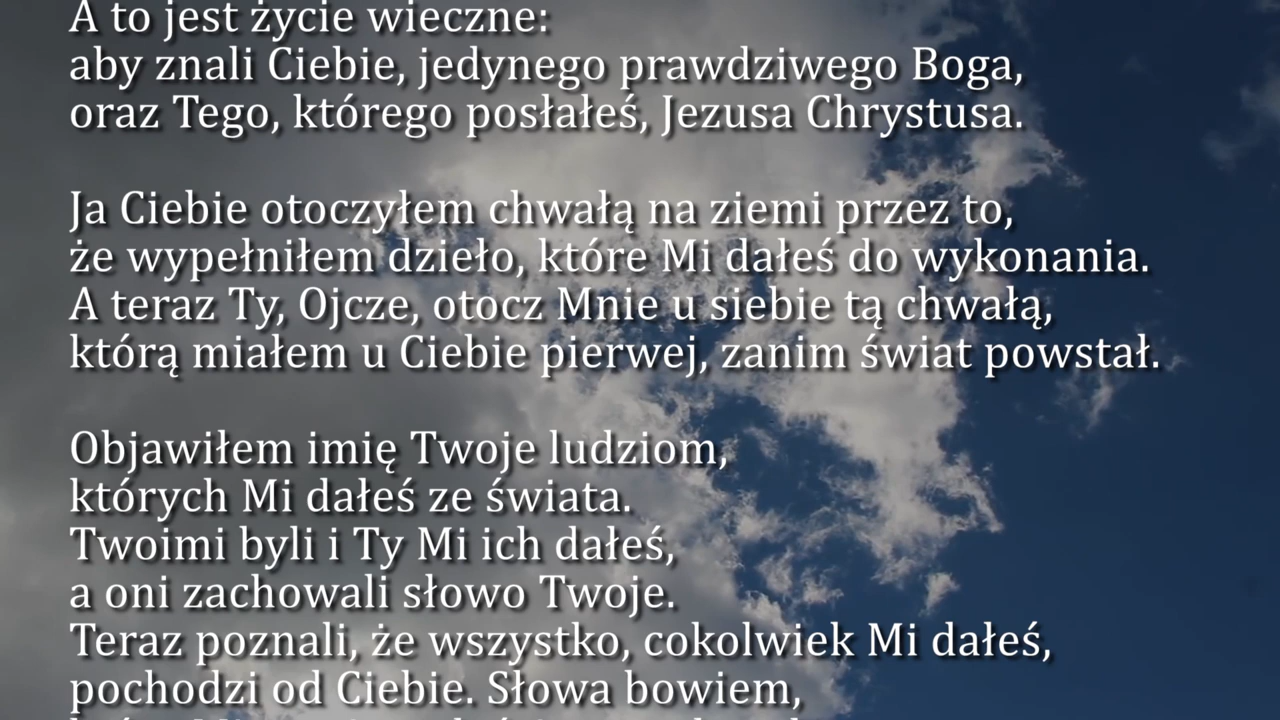 A to jest życie wieczne:
aby znali Ciebie, jedynego prawdziwego Boga,
oraz Tego, którego posłałeś, Jezusa Chrystusa.
Ja Ciebie otoczyłem chwałą na ziemi przez to,
że wypełniłem dzieło, które Mi dałeś do wykonania.
A teraz Ty, Ojcze, otocz Mnie u siebie tą chwałą,
którą miałem u Ciebie pierwej, zanim świat powstał.
Objawiłem imię Twoje ludziom,
których Mi dałeś ze świata.
Twoimi byli i Ty Mi ich dałeś,
a oni zachowali słowo Twoje.
Teraz poznali, że wszystko, cokolwiek Mi dałeś,
pochodzi od Ciebie. Słowa bowiem,